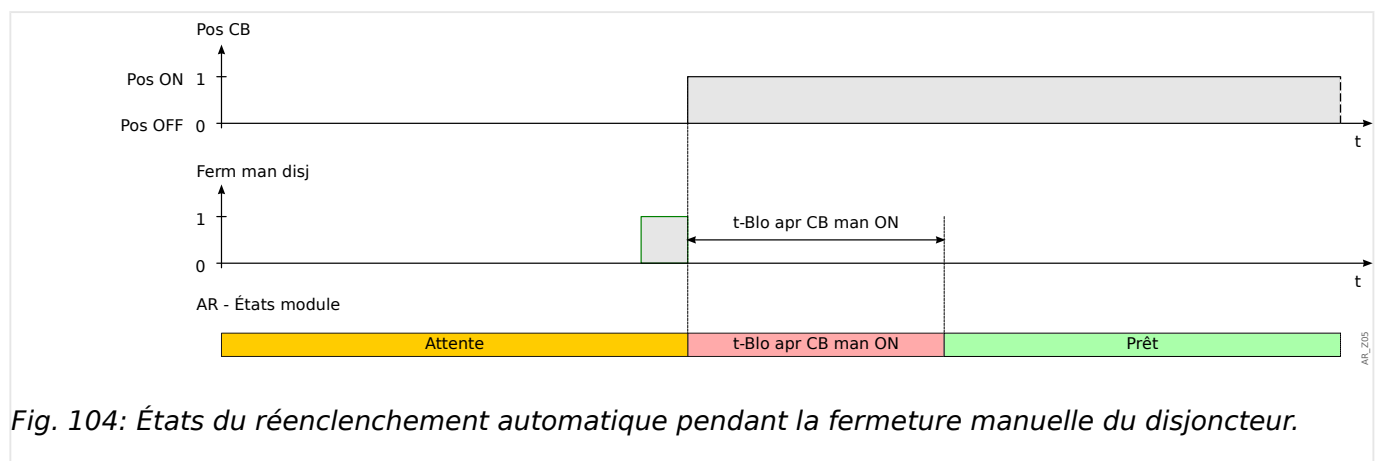 Pos CB
Pos ON 1
Pos OFF 0
t
Ferm man disj
1
t-Blo apr CB man ON
0
t
AR - États module
Attente
t-Blo apr CB man ON
Prêt
AR_Z05
Fig. 104: États du réenclenchement automatique pendant la fermeture manuelle du disjoncteur.